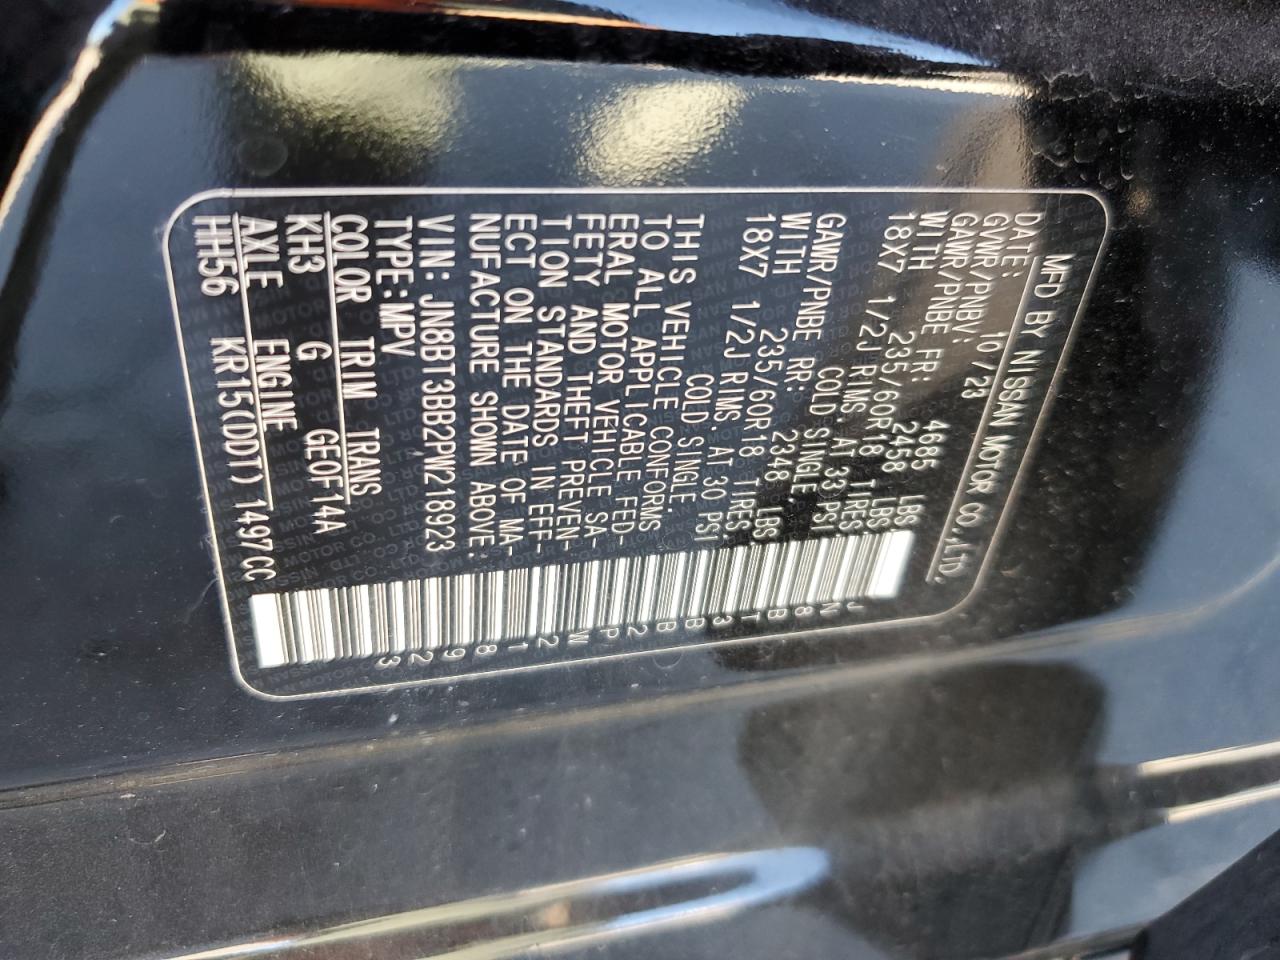 MFD BY NISSAN MOTOR CO.,LTD.
DATE: 10/23
GVWR/PNBV: 4685 LBS
GAWR/PNBE FR: 2458 LBS.
WITH 235/60R18 TIRES,
18X7 1/2J RIMS, AT 33 PSI
COLD SINGLE.
GAWR/PNBE RR: 2348 LBS.
WITH 235/60R18 TIRES,
18X7 1/2J RIMS, AT 30 PSI
COLD SINGLE.
THIS VEHICLE CONFORMS
TO ALL APPLICABLE FED-
ERAL MOTOR VEHICLE SA-
FETY AND THEFT PREVEN-
TION STANDARDS IN EFF-
ECT ON THE DATE OF MA-
NUFACTURE SHOWN ABOVE:
VIN: JN8BT3BB2PW218923
TYPE:MPV
COLOR TRIM TRANS
KH3 G GE0F14A
AXLE ENGINE
HH56 KR15(DDT) 1497CC
JN8BT3BB2PW218923